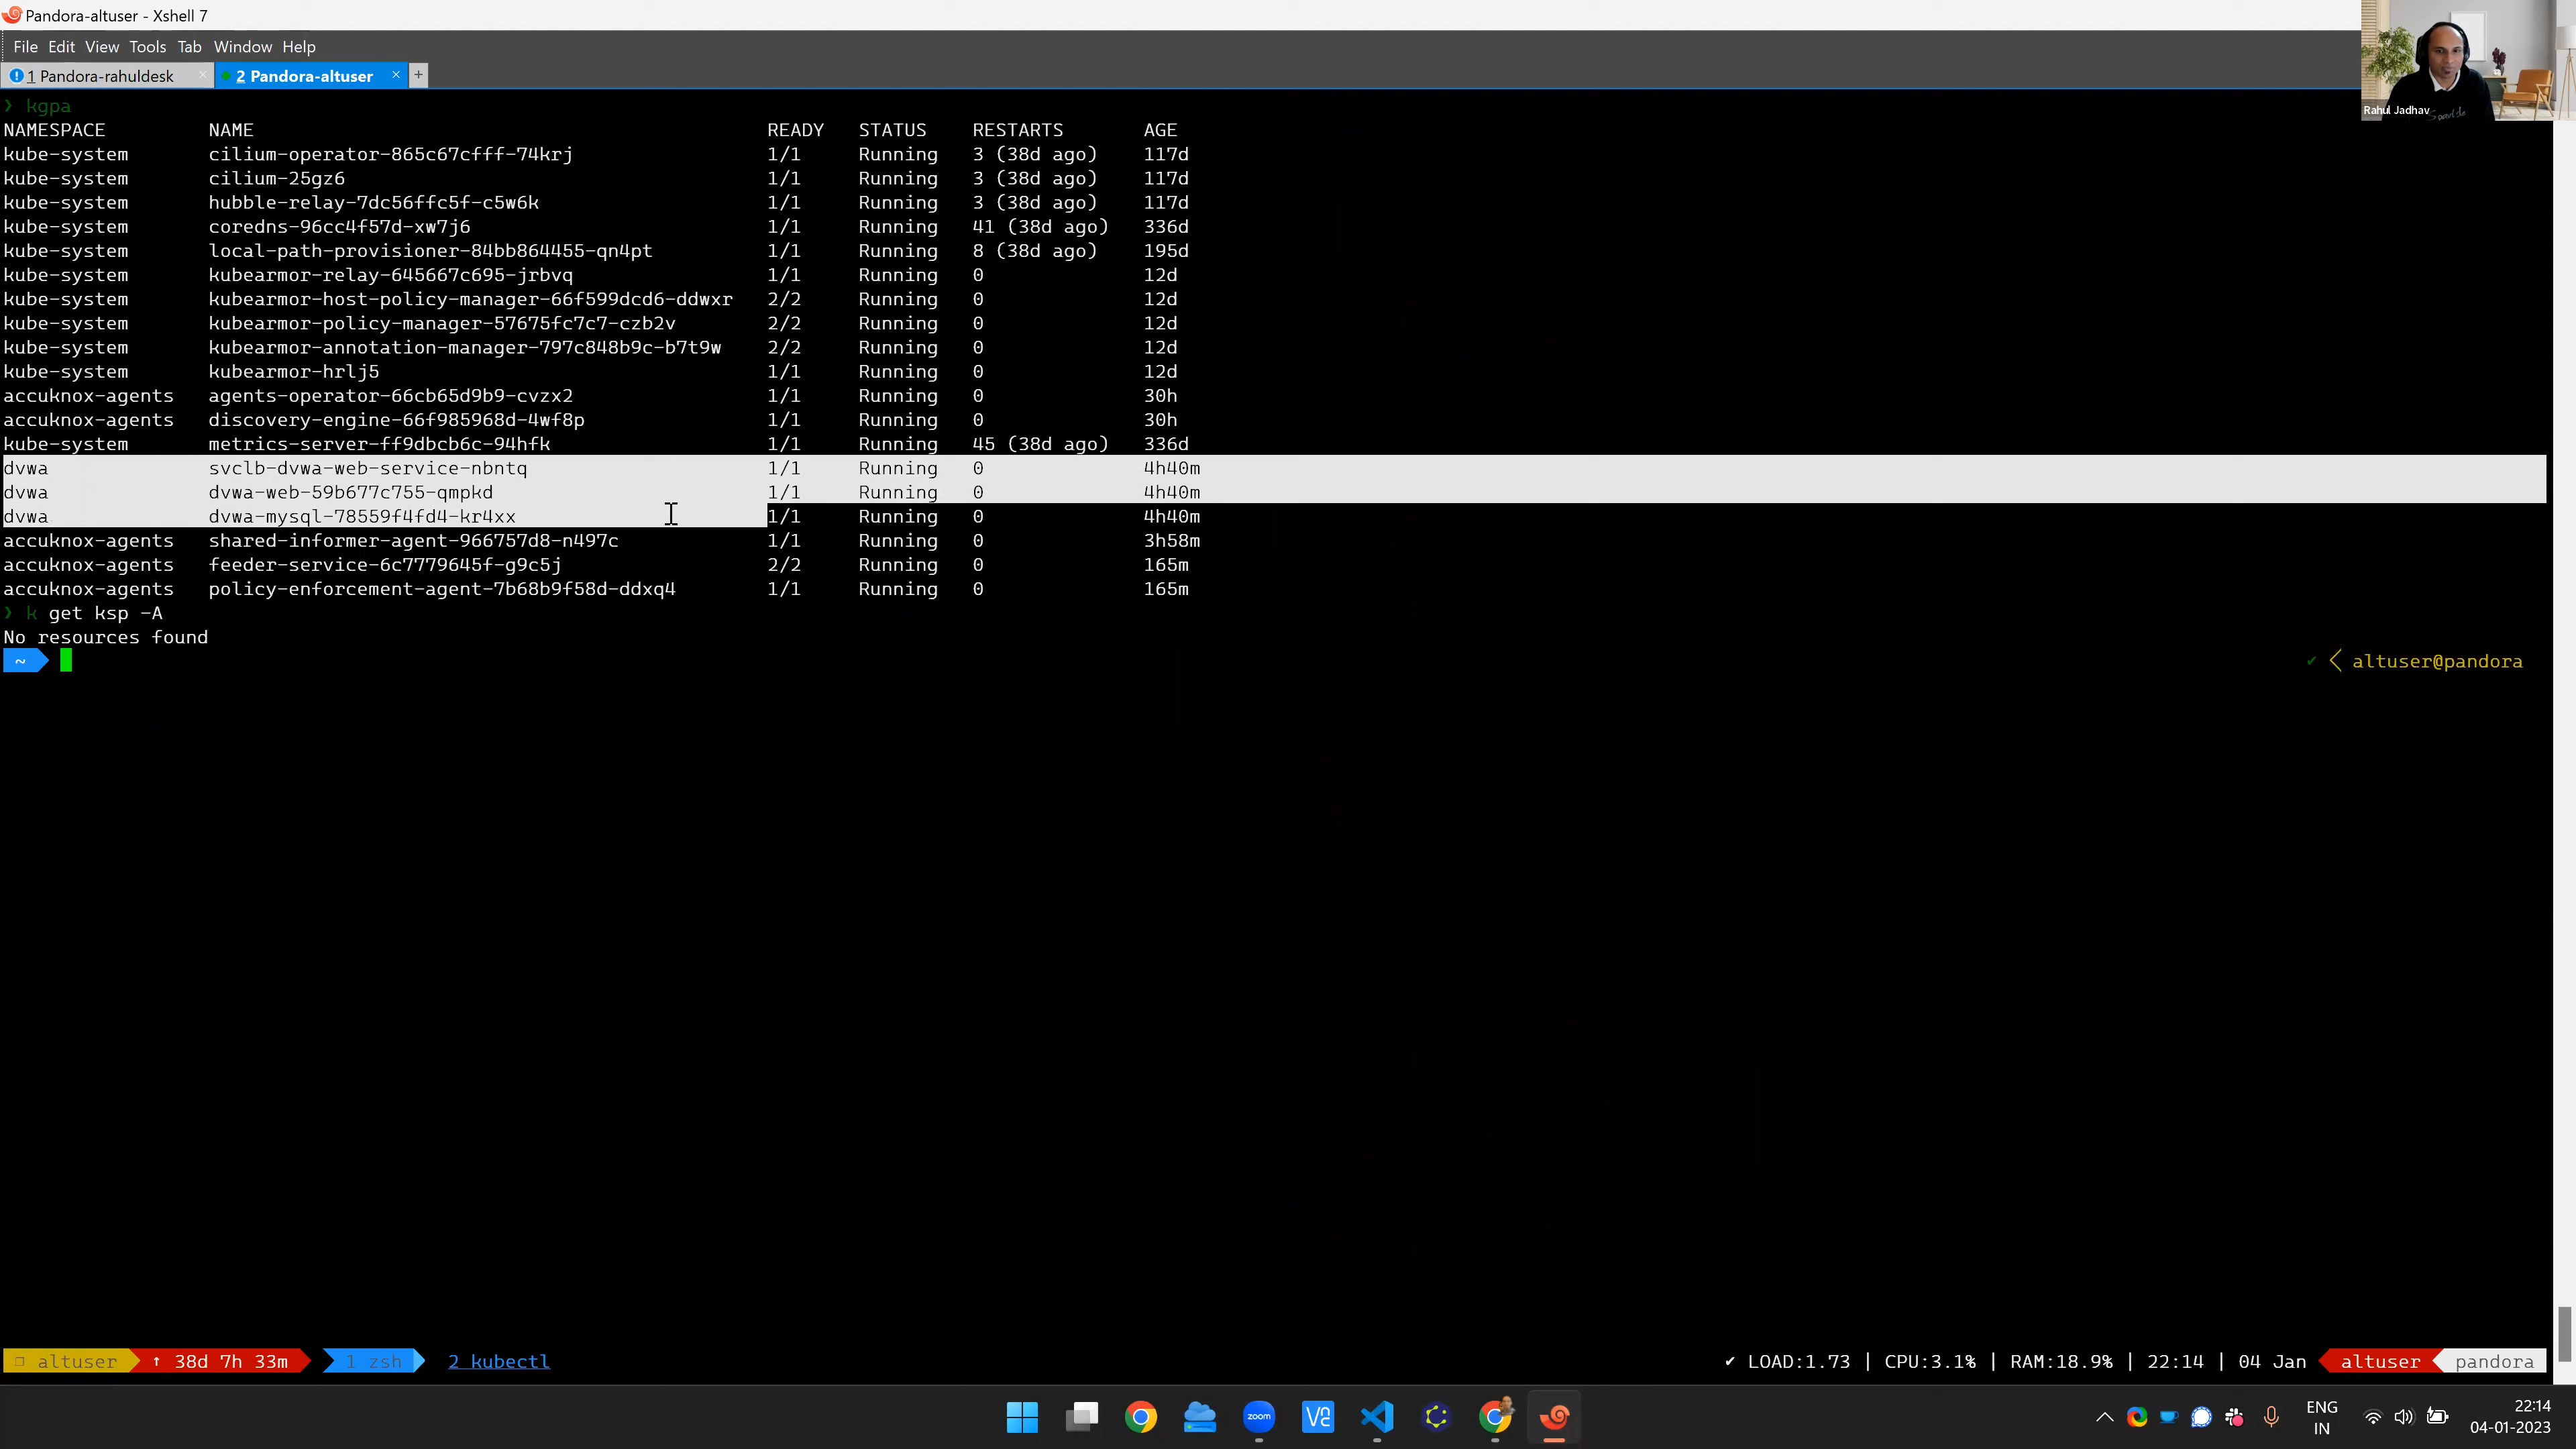 Pandora-altuser - Xshell 7
File Edit View Tools Tab Window Help
1 Pandora-rahuldesk × 2 Pandora-altuser × +
Rahul Jadhav
❯ kgpa
NAMESPACE NAME READY STATUS RESTARTS AGE
kube-system cilium-operator-865c67cfff-74krj 1/1 Running 3 (38d ago) 117d
kube-system cilium-25gz6 1/1 Running 3 (38d ago) 117d
kube-system hubble-relay-7dc56ffc5f-c5w6k 1/1 Running 3 (38d ago) 117d
kube-system coredns-96cc4f57d-xw7j6 1/1 Running 41 (38d ago) 336d
kube-system local-path-provisioner-84bb864455-qn4pt 1/1 Running 8 (38d ago) 195d
kube-system kubearmor-relay-645667c695-jrbvq 1/1 Running 0 12d
kube-system kubearmor-host-policy-manager-66f599dcd6-ddwxr 2/2 Running 0 12d
kube-system kubearmor-policy-manager-57675fc7c7-czb2v 2/2 Running 0 12d
kube-system kubearmor-annotation-manager-797c848b9c-b7t9w 2/2 Running 0 12d
kube-system kubearmor-hrlj5 1/1 Running 0 12d
accuknox-agents agents-operator-66cb65d9b9-cvzx2 1/1 Running 0 30h
accuknox-agents discovery-engine-66f985968d-4wf8p 1/1 Running 0 30h
kube-system metrics-server-ff9dbcb6c-94hfk 1/1 Running 45 (38d ago) 336d
dvwa svclb-dvwa-web-service-nbntq 1/1 Running 0 4h40m
dvwa dvwa-web-59b677c755-qmpkd 1/1 Running 0 4h40m
dvwa dvwa-mysql-78559f4fd4-kr4xx 1/1 Running 0 4h40m
accuknox-agents shared-informer-agent-966757d8-n497c 1/1 Running 0 3h58m
accuknox-agents feeder-service-6c7779645f-g9c5j 2/2 Running 0 165m
accuknox-agents policy-enforcement-agent-7b68b9f58d-ddxq4 1/1 Running 0 165m
❯ k get ksp -A
No resources found
~ ✔ altuser@pandora
altuser ↑ 38d 7h 33m 1 zsh 2 kubectl ✔ LOAD:1.73 | CPU:3.1% | RAM:18.9% | 22:14 | 04 Jan altuser pandora
zoom
ENG
IN
22:14
04-01-2023